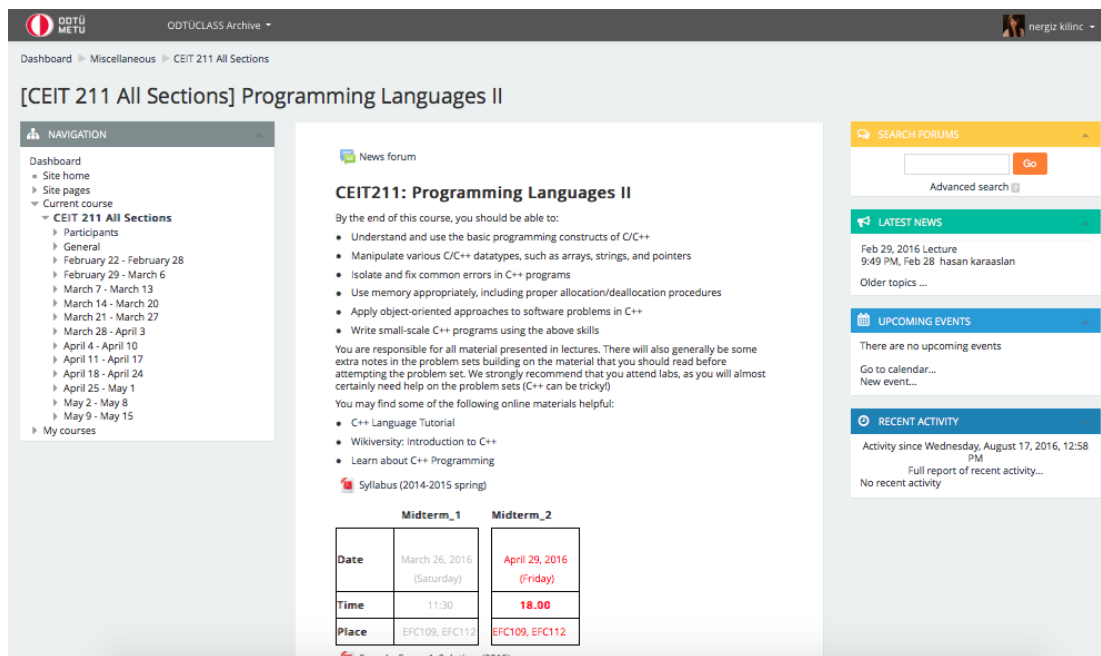 ODTÜ
METU
ODTÜCLASS Archive
nergiz kilinc
Dashboard Miscellaneous CEIT 211 All Sections
[CEIT 211 All Sections] Programming Languages II
NAVIGATION
Dashboard
Site home
Site pages
Current course
CEIT 211 All Sections
Participants
General
February 22 - February 28
February 29 - March 6
March 7 - March 13
March 14 - March 20
March 21 - March 27
March 28 - April 3
April 4 - April 10
April 11 - April 17
April 18 - April 24
April 25 - May 1
May 2 - May 8
May 9 - May 15
My courses
News forum
CEIT211: Programming Languages II
By the end of this course, you should be able to:
• Understand and use the basic programming constructs of C/C++
• Manipulate various C/C++ datatypes, such as arrays, strings, and pointers
• Isolate and fix common errors in C++ programs
• Use memory appropriately, including proper allocation/deallocation procedures
• Apply object-oriented approaches to software problems in C++
• Write small-scale C++ programs using the above skills
You are responsible for all material presented in lectures. There will also generally be some
extra notes in the problem sets building on the material that you should read before
attempting the problem set. We strongly recommend that you attend labs, as you will almost
certainly need help on the problem sets (C++ can be tricky!)
You may find some of the following online materials helpful:
• C++ Language Tutorial
• Wikiversity: Introduction to C++
• Learn about C++ Programming
Syllabus (2014-2015 spring)
Midterm_1 Midterm_2
Date March 26, 2016 (Saturday) April 29, 2016 (Friday)
Time 11:30 18.00
Place EFC109, EFC112 EFC109, EFC112
SEARCH FORUMS
Go
Advanced search
LATEST NEWS
Feb 29, 2016 Lecture
9:49 PM, Feb 28 hasan karaaslan
Older topics ...
UPCOMING EVENTS
There are no upcoming events
Go to calendar...
New event...
RECENT ACTIVITY
Activity since Wednesday, August 17, 2016, 12:58
PM
Full report of recent activity...
No recent activity